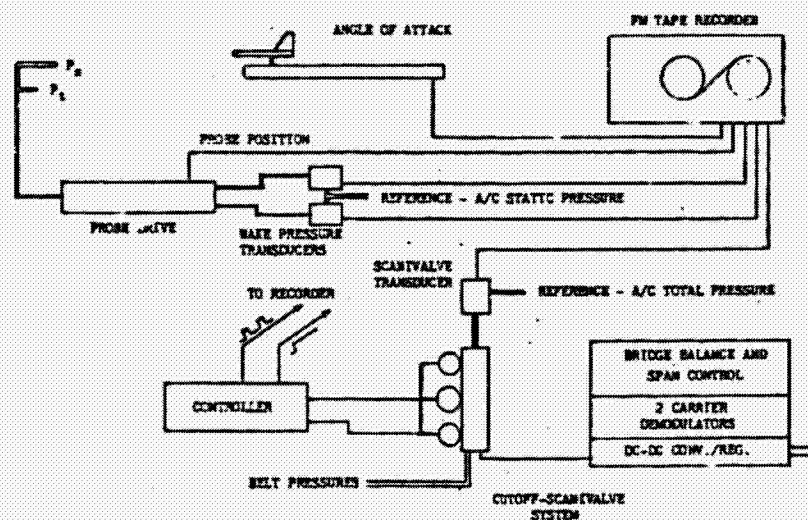 FM TAPE RECORDER
ANGLE OF ATTACK
Ps
Pt
PROBE POSITION
REFERENCE - A/C STATIC PRESSURE
PROBE DRIVE
WAKE PRESSURE
TRANSDUCERS
SCANIVALVE
TRANSDUCER
REFERENCE - A/C TOTAL PRESSURE
TO RECORDER
BRIDGE BALANCE AND
SPAN CONTROL
CONTROLLER
2 CARRIER
DEMODULATORS
DC-DC CONV./REG.
BELT PRESSURES
CUTOFF-SCANIVALVE
SYSTEM